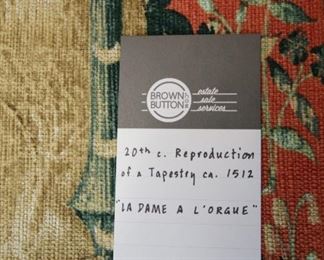 BROWN
BUTTON
estate
sale
services
20th c. Reproduction
of a Tapestry ca. 1512
"LA DAME A L'ORGUE"